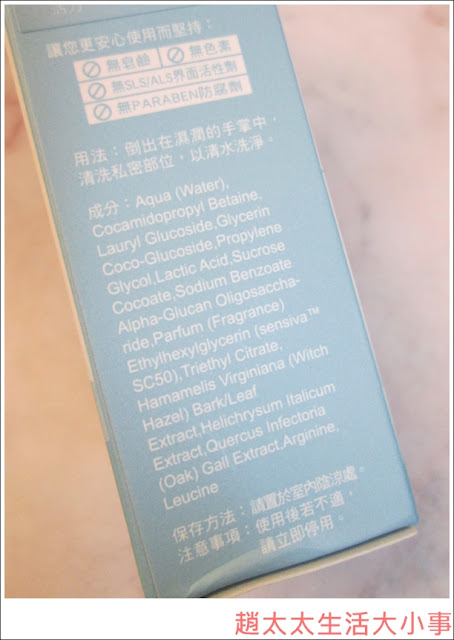 讓您更安心使用而堅持：
無皂鹼 無色素
無SLS/ALS界面活性劑
無PARABEN防腐劑
用法：倒出在濕潤的手掌中，
清洗私密部位，以清水洗淨。
成分：Aqua (Water),
Cocamidopropyl Betaine,
Lauryl Glucoside,Glycerin
Coco-Glucoside,Propylene
Glycol,Lactic Acid,Sucrose
Cocoate,Sodium Benzoate
Alpha-Glucan Oligosaccha-
ride,Parfum (Fragrance)
Ethylhexylglycerin (sensiva™
SC50),Triethyl Citrate,
Hamamelis Virginiana (Witch
Hazel) Bark/Leaf
Extract,Helichrysum Italicum
Extract,Quercus Infectoria
(Oak) Gall Extract,Arginine,
Leucine
保存方法：請置於室內陰涼處。
注意事項：使用後若不適，
請立即停用。
趙太太生活大小事